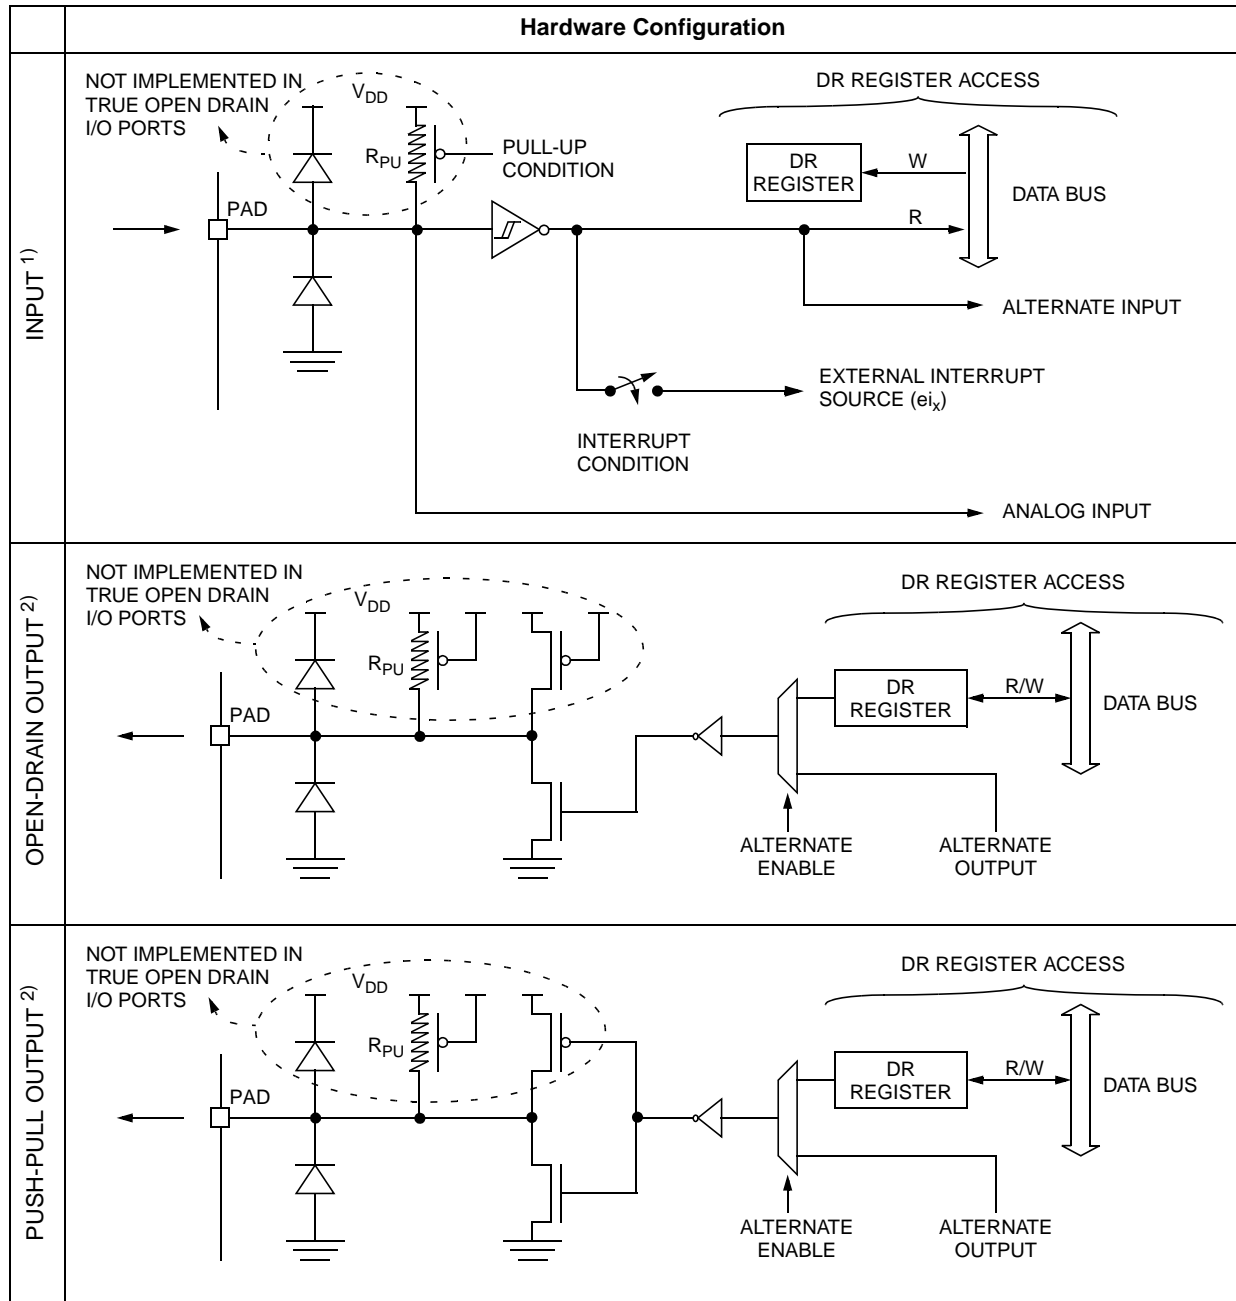 Hardware Configuration
INPUT 1)
NOT IMPLEMENTED IN
TRUE OPEN DRAIN
I/O PORTS
VDD
RPU
PULL-UP
CONDITION
PAD
DR REGISTER ACCESS
DR
REGISTER
W
R
DATA BUS
ALTERNATE INPUT
EXTERNAL INTERRUPT
SOURCE (eix)
INTERRUPT
CONDITION
ANALOG INPUT
OPEN-DRAIN OUTPUT 2)
NOT IMPLEMENTED IN
TRUE OPEN DRAIN
I/O PORTS
VDD
RPU
PAD
DR REGISTER ACCESS
DR
REGISTER
R/W
DATA BUS
ALTERNATE
ENABLE
ALTERNATE
OUTPUT
PUSH-PULL OUTPUT 2)
NOT IMPLEMENTED IN
TRUE OPEN DRAIN
I/O PORTS
VDD
RPU
PAD
DR REGISTER ACCESS
DR
REGISTER
R/W
DATA BUS
ALTERNATE
ENABLE
ALTERNATE
OUTPUT